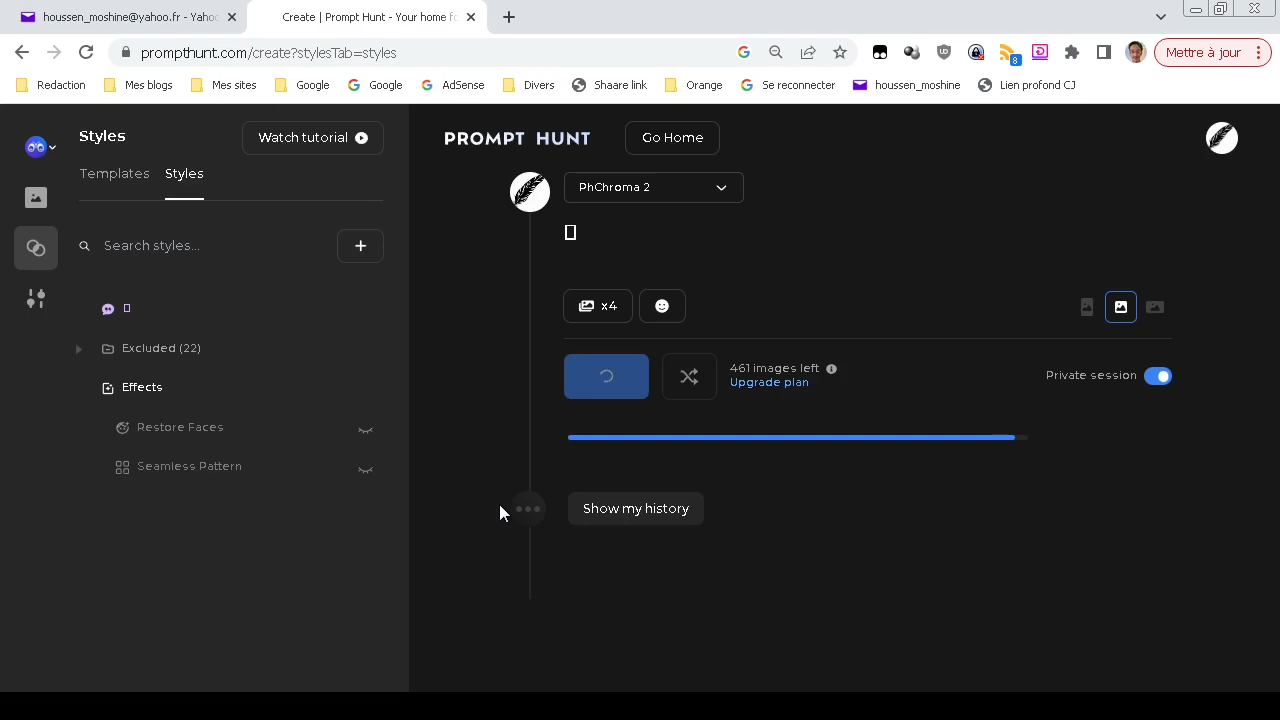 houssen_moshine@yahoo.fr - Yahoo
Create | Prompt Hunt - Your home fo
prompthunt.com/create?stylesTab=styles
8
Mettre à jour
Redaction
Mes blogs
Mes sites
Google
Google
AdSense
Divers
Shaare link
Orange
Se reconnecter
houssen_moshine
Lien profond CJ
Styles
Watch tutorial
PROMPT HUNT
Go Home
Templates
Styles
PhChroma 2
Search styles...
x4
Excluded (22)
461 images left
Upgrade plan
Private session
Effects
Restore Faces
Seamless Pattern
Show my history